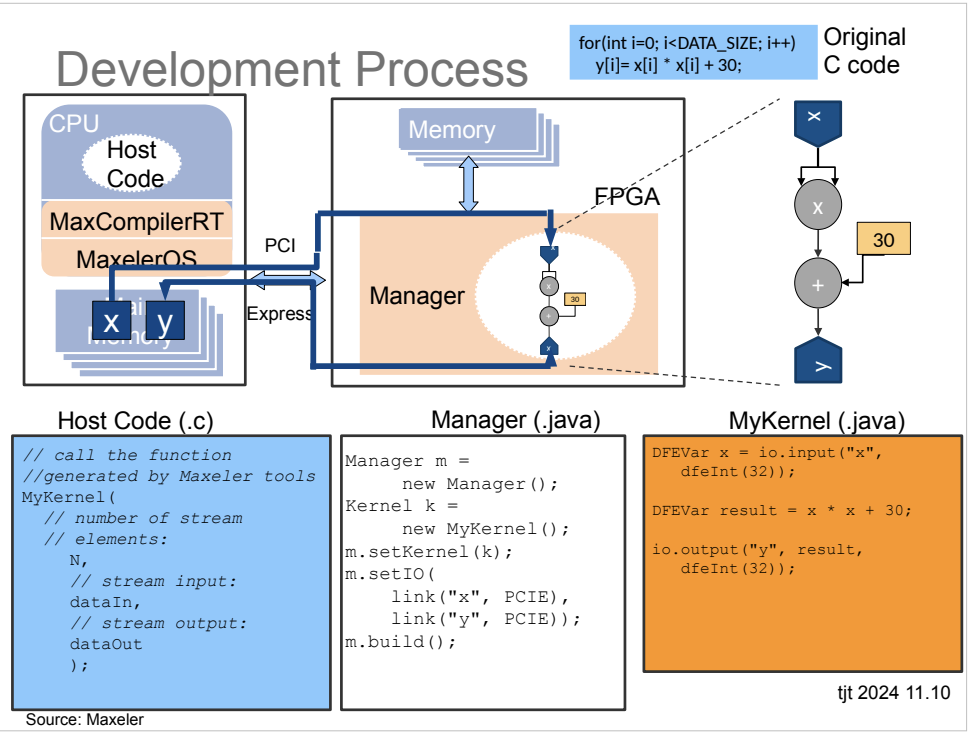 Development Process
for(int i=0; i<DATA_SIZE; i++)
y[i]= x[i] * x[i] + 30;
Original
C code
CPU
Host
Code
MaxCompilerRT
MaxelerOS
Main
Memory
x
y
PCI
Express
Memory
FPGA
Manager
x
x
30
+
x
x
x
30
+
y
Host Code (.c)
// call the function
//generated by Maxeler tools
MyKernel(
// number of stream
// elements:
N,
// stream input:
dataIn,
// stream output:
dataOut
);
Manager (.java)
Manager m =
new Manager();
Kernel k =
new MyKernel();
m.setKernel(k);
m.setIO(
link("x", PCIE),
link("y", PCIE));
m.build();
MyKernel (.java)
DFEVar x = io.input("x",
dfeInt(32));
DFEVar result = x * x + 30;
io.output("y", result,
dfeInt(32));
tjt 2024 11.10
Source: Maxeler